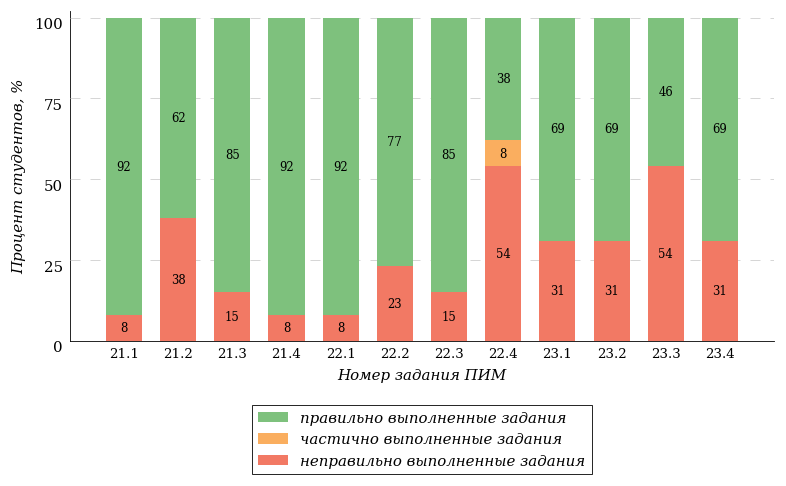 Процент студентов, %
100
75
50
25
0
92 62 85 92 92 77 85 38 69 69 46 69
8
8 38 15 8 8 23 15 54 31 31 54 31
21.1 21.2 21.3 21.4 22.1 22.2 22.3 22.4 23.1 23.2 23.3 23.4
Номер задания ПИМ
правильно выполненные задания
частично выполненные задания
неправильно выполненные задания